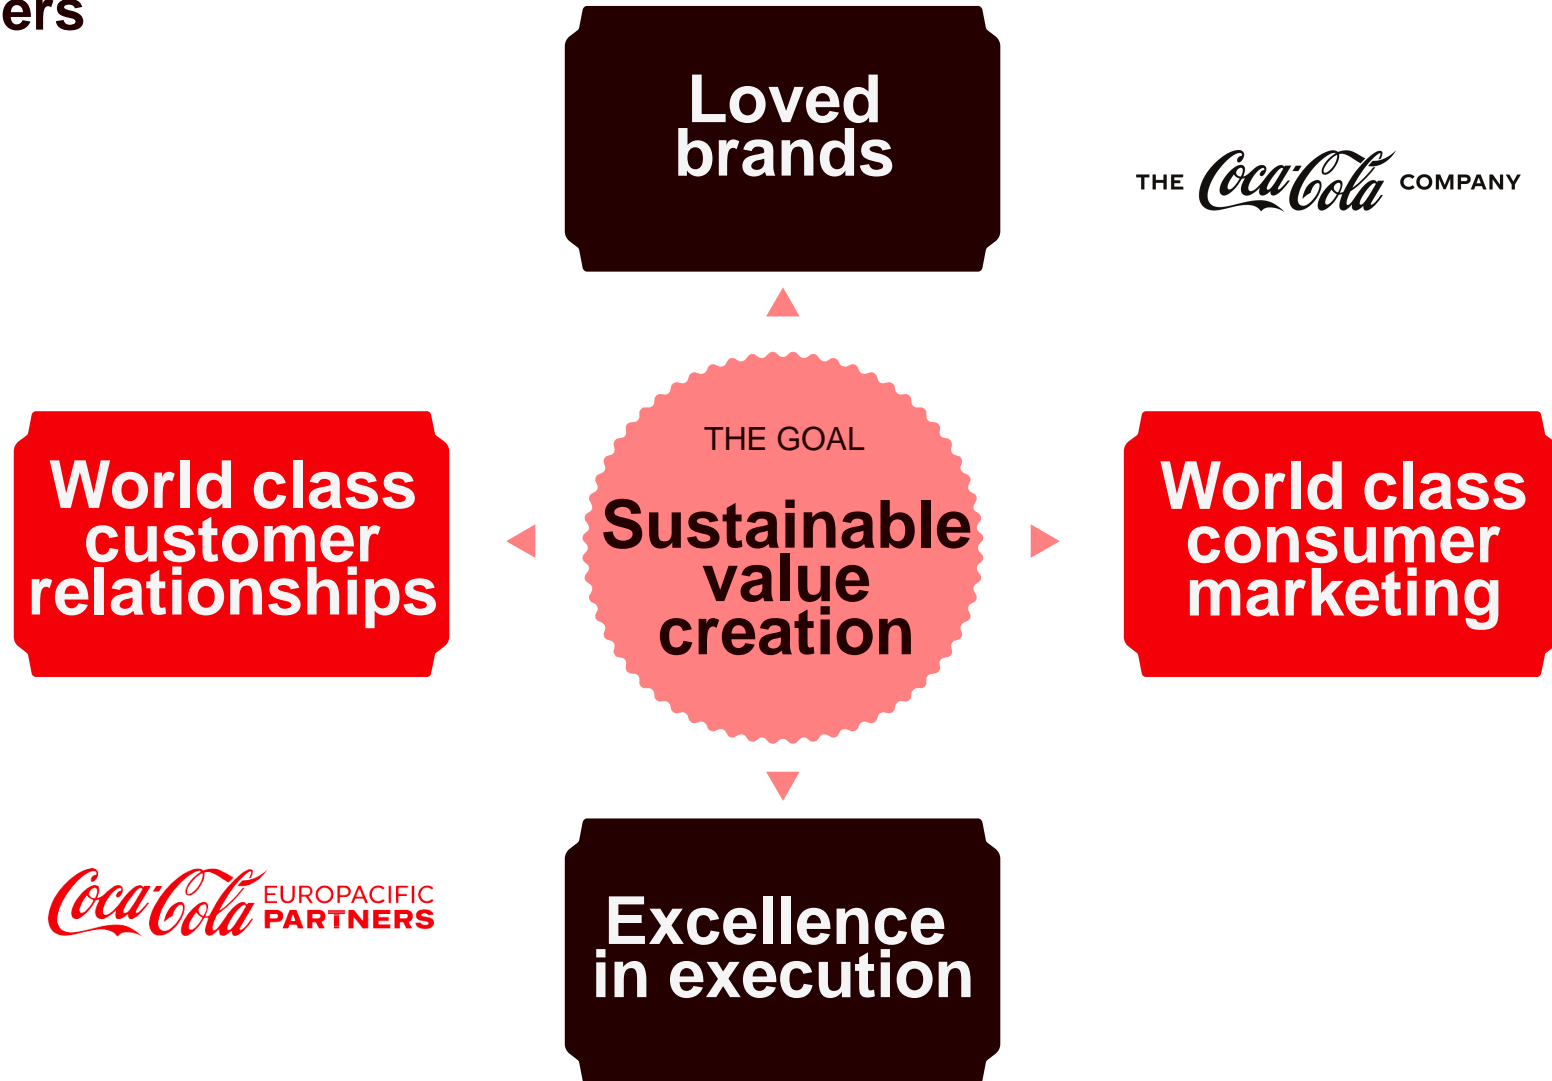 ers
Loved
brands
THE Coca-Cola COMPANY
THE GOAL
Sustainable
value
creation
World class
customer
relationships
World class
consumer
marketing
Coca-Cola EUROPACIFIC
PARTNERS
Excellence
in execution